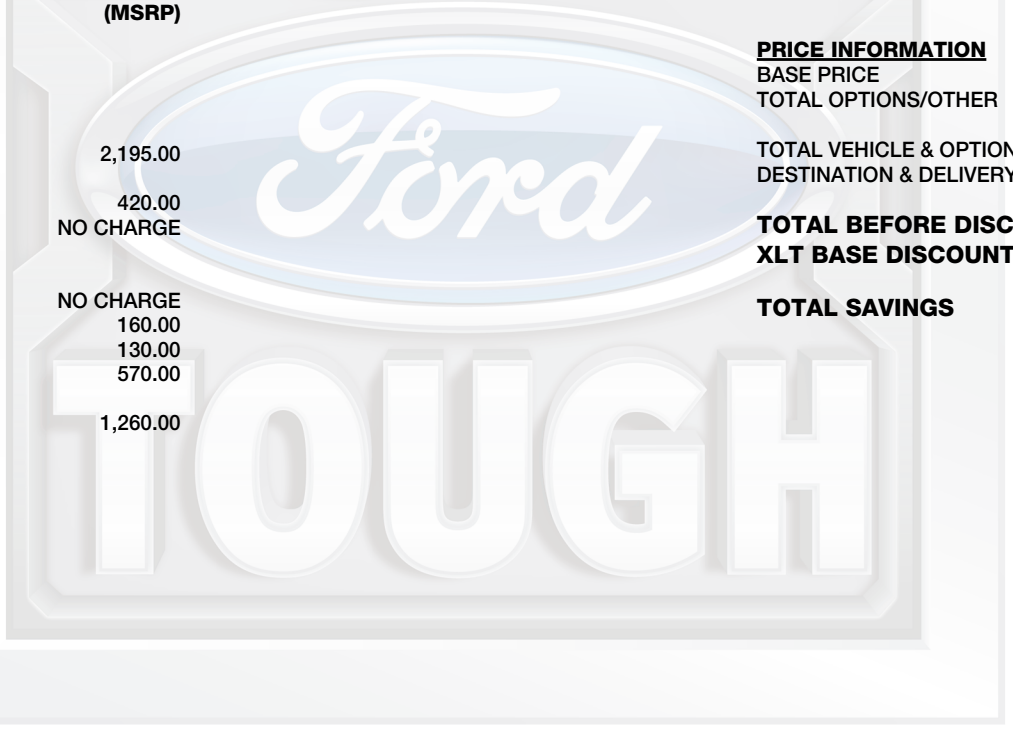 (MSRP)
2,195.00
420.00
NO CHARGE
NO CHARGE
160.00
130.00
570.00
1,260.00
PRICE INFORMATION
BASE PRICE
TOTAL OPTIONS/OTHER
TOTAL VEHICLE & OPTION
DESTINATION & DELIVERY
TOTAL BEFORE DISC
XLT BASE DISCOUNT
TOTAL SAVINGS
Ford
TOUGH